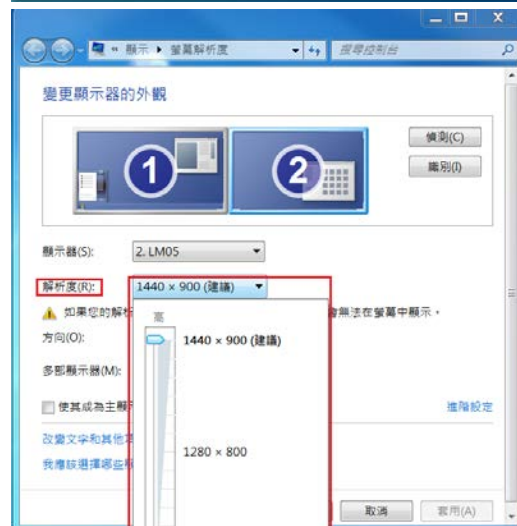 « 顯示 ▸ 螢幕解析度
搜尋控制台
變更顯示器的外觀
1
2
偵測(C)
識別(I)
顯示器(S):
2. LM05
解析度(R):
1440 × 900 (建議)
如果您的解析
會無法在螢幕中顯示。
高
方向(O):
1440 × 900 (建議)
多部顯示器(M):
使其成為主顯
進階設定
改變文字和其他
1280 × 800
我應該選擇哪些
取消
套用(A)